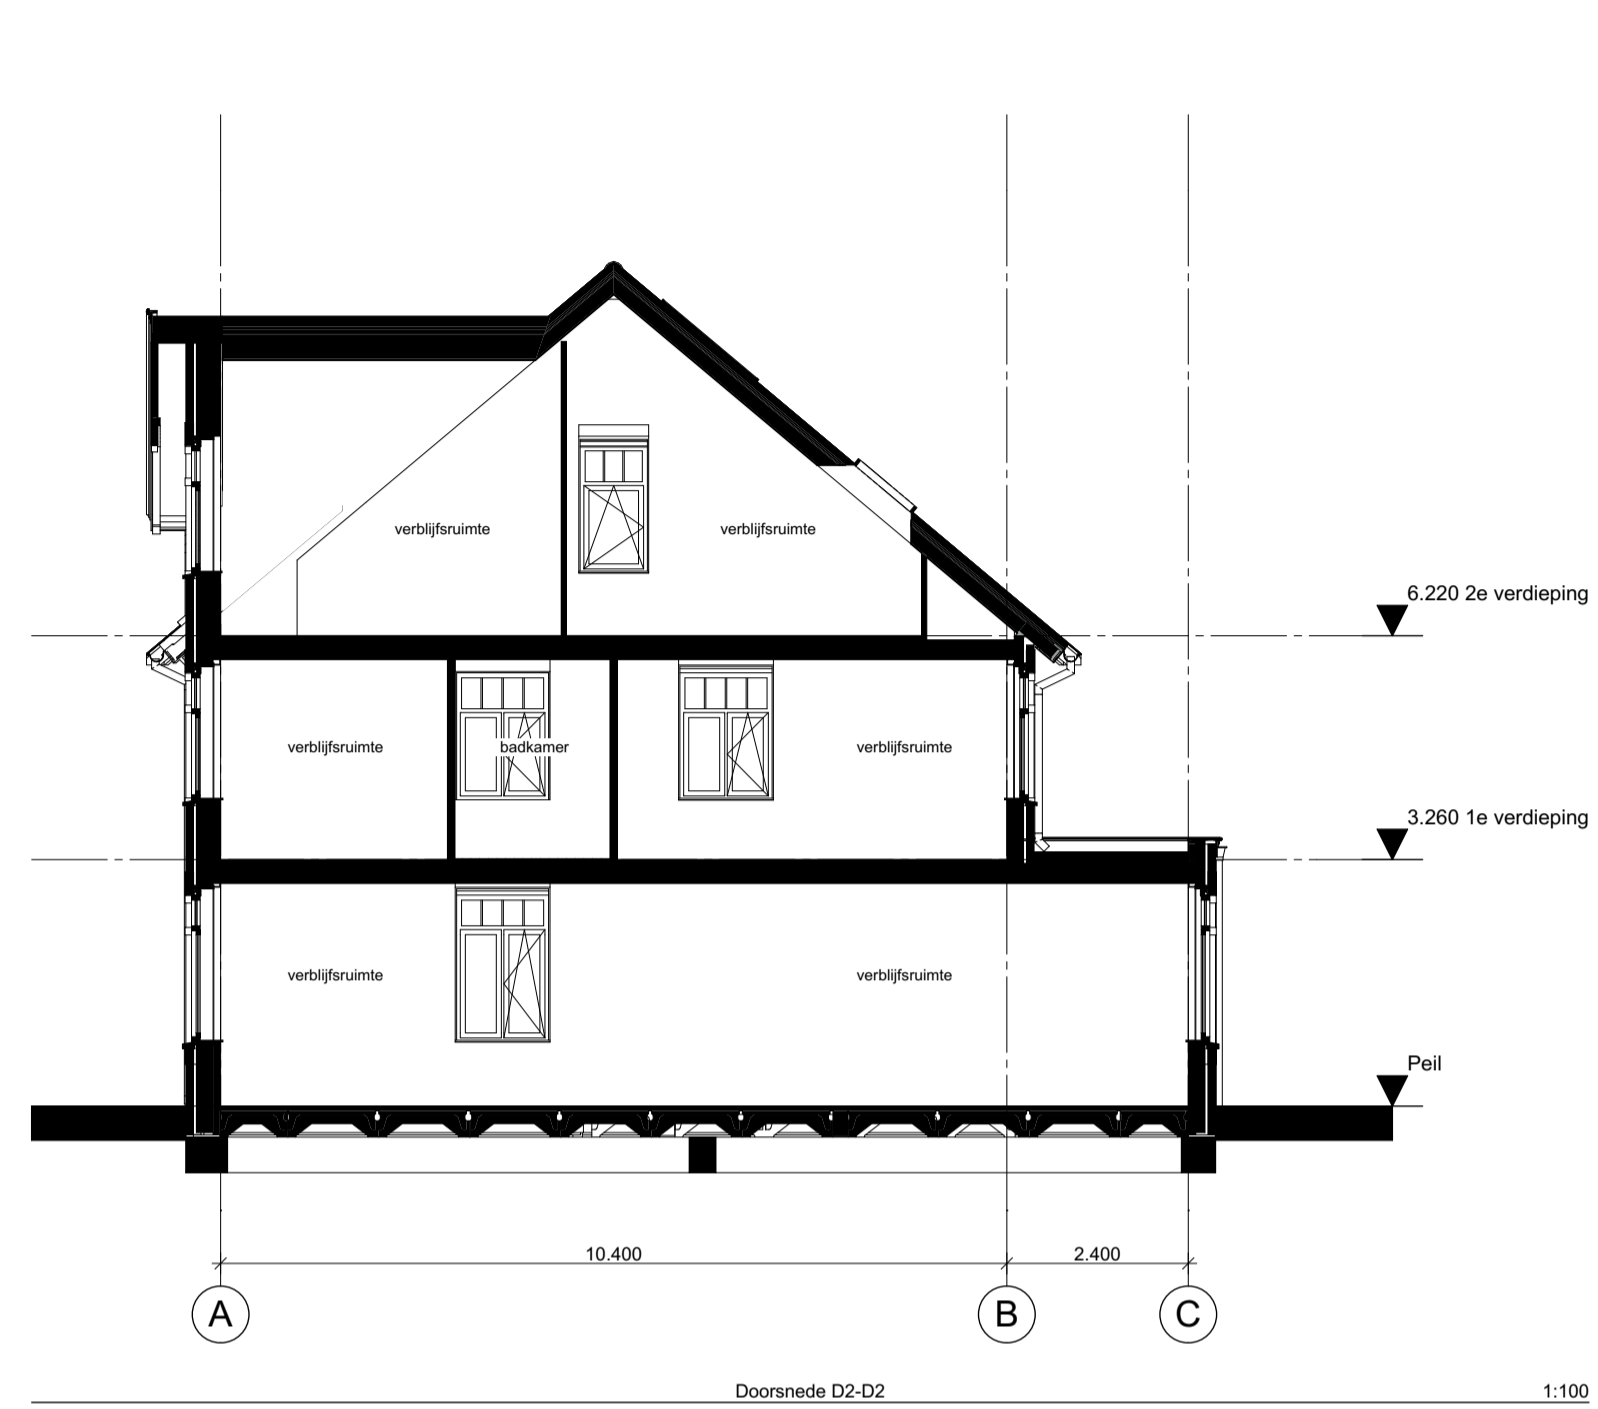 verblijfsruimte verblijfsruimte
6.220 2e verdieping
verblijfsruimte badkamer verblijfsruimte
3.260 1e verdieping
verblijfsruimte verblijfsruimte
Peil
10.400 2.400
A B C
Doorsnede D2-D2 1:100